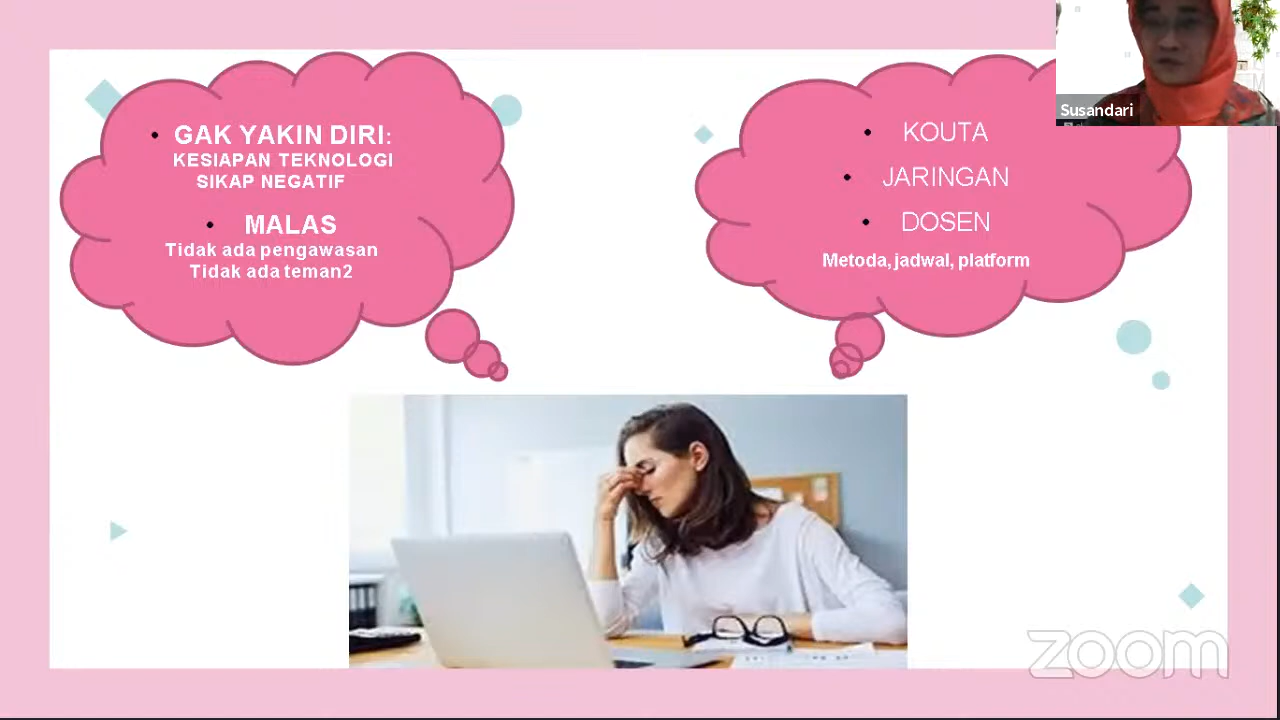 GAK YAKIN DIRI:
KESIAPAN TEKNOLOGI
SIKAP NEGATIF
MALAS
Tidak ada pengawasan
Tidak ada teman2
KOUTA
JARINGAN
DOSEN
Metoda, jadwal, platform
Susandari
zoom